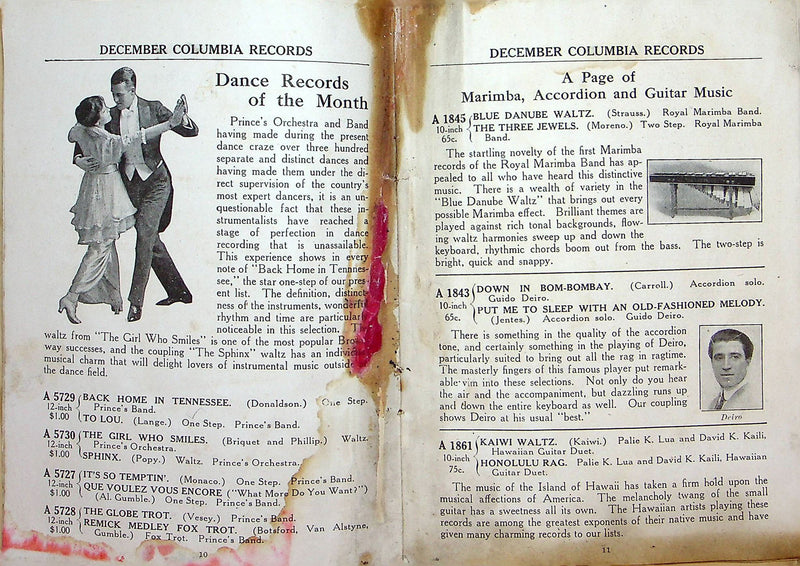 DECEMBER COLUMBIA RECORDS
Dance Records
of the Month
Prince's Orchestra and Band
having made during the present
dance craze over three hundred
separate and distinct dances and
having made them under the di-
rect supervision of the country's
most expert dancers, it is an un-
questionable fact that these in-
strumentalists have reached a
stage of perfection in dance
recording that is unassailable.
This experience shows in every
note of "Back Home in Tennes-
see," the star one-step of our pres-
ent list. The definition, distinct-
ness of the instruments, wonderful
rhythm and time are particularly
noticeable in this selection. The
waltz from "The Girl Who Smiles" is one of the most popular
way successes, and the coupling "The Sphinx" waltz has an individual
musical charm that will delight lovers of instrumental music outside of
the dance field.
A 5729 BACK HOME IN TENNESSEE. (Donaldson.) One Step.
12-inch Prince's Band.
$1.00 TO LOU. (Lange.) One Step. Prince's Band.
A 5730 THE GIRL WHO SMILES. (Briquet and Phillip.) Waltz.
12-inch Prince's Orchestra.
$1.00 SPHINX. (Popy.) Waltz. Prince's Orchestra.
A 5727 IT'S SO TEMPTIN'. (Monaco.) One Step. Prince's Band.
12-inch QUE VOULEZ VOUS ENCORE ("What More Do You Want?")
$1.00 (Al. Gumble.) One Step. Prince's Band.
A 5728 THE GLOBE TROT. (Vesey.) Prince's Band.
12-inch REMICK MEDLEY FOX TROT. (Botsford, Van Alstyne,
$1.00 Gumble.) Fox Trot. Prince's Band.
10
DECEMBER COLUMBIA RECORDS
A Page of
Marimba, Accordion and Guitar Music
A 1845 BLUE DANUBE WALTZ. (Strauss.) Royal Marimba Band.
10-inch THE THREE JEWELS. (Moreno.) Two Step. Royal Marimba
65c. Band.
The startling novelty of the first Marimba
records of the Royal Marimba Band has ap-
pealed to all who have heard this distinctive
music. There is a wealth of variety in the
"Blue Danube Waltz" that brings out every
possible Marimba effect. Brilliant themes are
played against rich tonal backgrounds, flow-
ing waltz harmonies sweep up and down the
keyboard, rhythmic chords boom out from the bass. The two-step is
bright, quick and snappy.
A 1843 DOWN IN BOM-BOMBAY. (Carroll.) Accordion solo.
10-inch Guido Deiro.
65c. PUT ME TO SLEEP WITH AN OLD-FASHIONED MELODY.
(Jentes.) Accordion solo. Guido Deiro.
There is something in the quality of the accordion
tone, and certainly something in the playing of Deiro,
particularly suited to bring out all the rag in ragtime.
The masterly fingers of this famous player put remark-
able vim into these selections. Not only do you hear
the air and the accompaniment, but dazzling runs up
and down the entire keyboard as well. Our coupling
shows Deiro at his usual "best."
Deiro
A 1861 KAIWI WALTZ. (Kaiwi.) Palie K. Lua and David K. Kaili,
10-inch Hawaiian Guitar Duet.
75c. HONOLULU RAG. Palie K. Lua and David K. Kaili, Hawaiian
Guitar Duet.
The music of the Island of Hawaii has taken a firm hold upon the
musical affections of America. The melancholy twang of the small
guitar has a sweetness all its own. The Hawaiian artists playing these
records are among the greatest exponents of their native music and have
given many charming records to our lists.
11